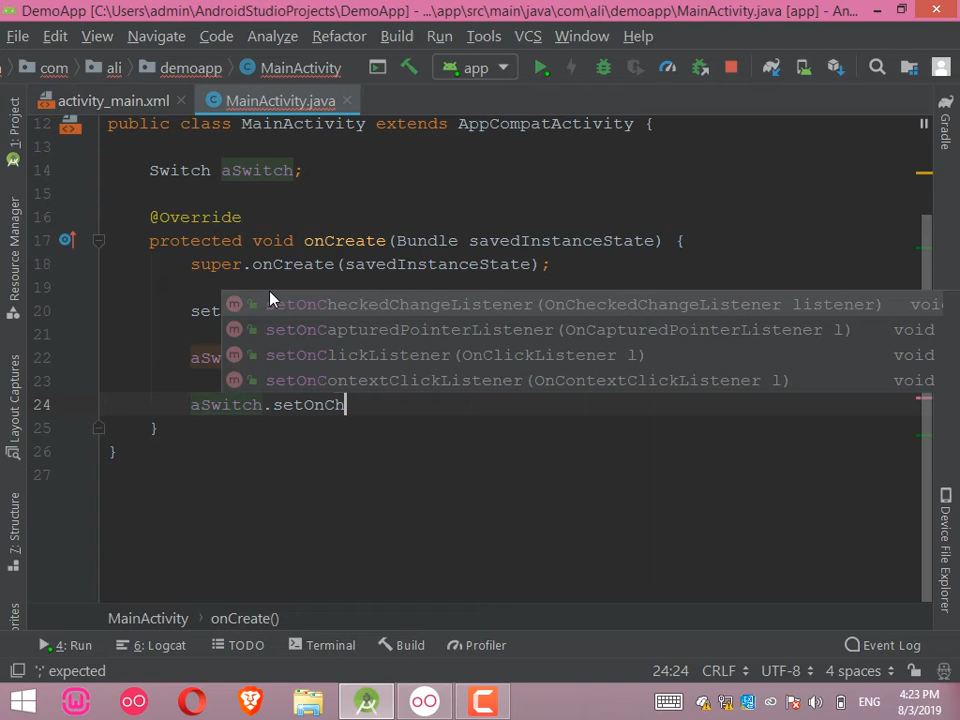 DemoApp [C:\Users\admin\AndroidStudioProjects\DemoApp] - ...\app\src\main\java\com\ali\demoapp\MainActivity.java [app] - An...
File Edit View Navigate Code Analyze Refactor Build Run Tools VCS Window Help
com ali demoapp MainActivity app
activity_main.xml MainActivity.java
12 public class MainActivity extends AppCompatActivity {
13
14 Switch aSwitch;
15
16 @Override
17 protected void onCreate(Bundle savedInstanceState) {
18 super.onCreate(savedInstanceState);
19
setOnCheckedChangeListener(OnCheckedChangeListener listener) voi
20 set
setOnCapturedPointerListener(OnCapturedPointerListener l) void
21
22 aSw
setOnClickListener(OnClickListener l) void
23
setOnContextClickListener(OnContextClickListener l) void
24 aSwitch.setOnCh
25 }
26 }
27
1: Project
Resource Manager
Layout Captures
7: Structure
orites
Gradle
Device File Explorer
MainActivity › onCreate()
4: Run 6: Logcat TODO Terminal Build Profiler Event Log
';' expected 24:24 CRLF UTF-8 4 spaces
ENG
4:23 PM
8/3/2019